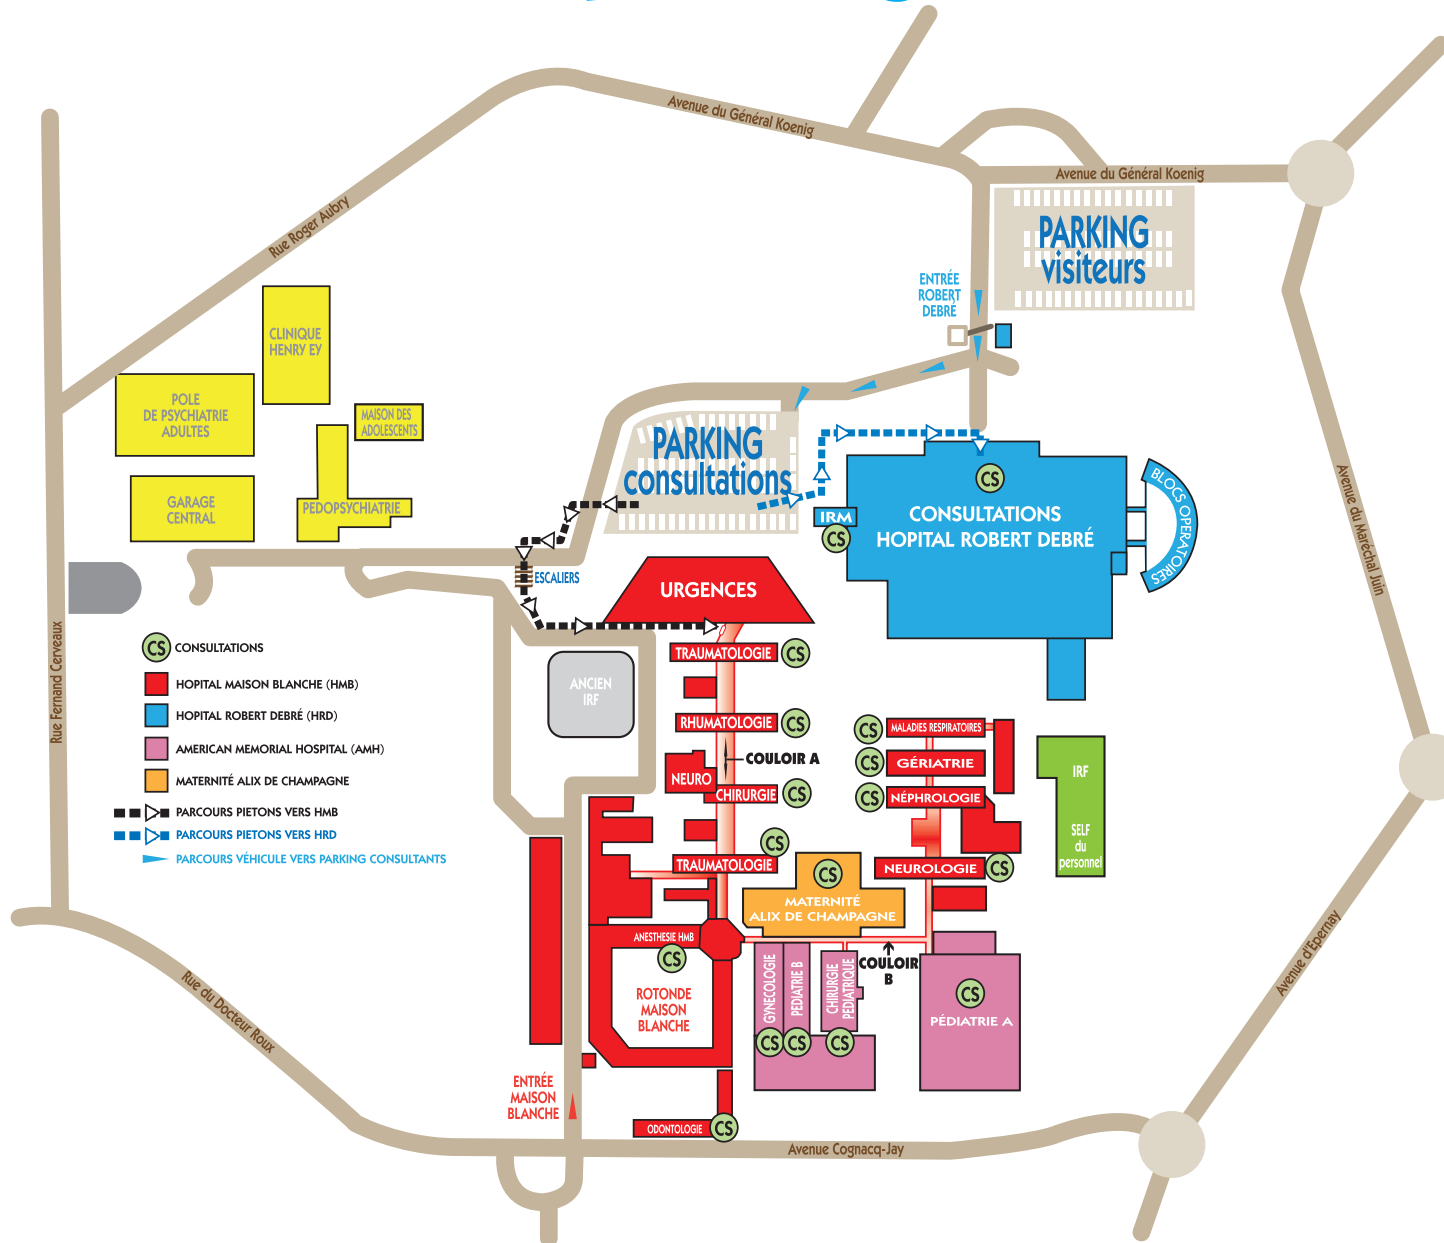 Avenue du Général Koenig
Avenue du Général Koenig
Rue Roger Aubry
PARKING
visiteurs
ENTRÉE
ROBERT
DEBRÉ
CLINIQUE
HENRY EY
POLE
DE PSYCHIATRIE
ADULTES
MAISON DES
ADOLESCENTS
GARAGE
CENTRAL
PEDOPSYCHIATRIE
PARKING
consultations
CS
CONSULTATIONS
HOPITAL ROBERT DEBRÉ
IRM
CS
BLOCS OPERATOIRES
Avenue du Maréchal Juin
ESCALIERS
URGENCES
Rue Fernand Cerveaux
CS CONSULTATIONS
HOPITAL MAISON BLANCHE (HMB)
HOPITAL ROBERT DEBRÉ (HRD)
AMERICAN MEMORIAL HOSPITAL (AMH)
MATERNITÉ ALIX DE CHAMPAGNE
PARCOURS PIETONS VERS HMB
PARCOURS PIETONS VERS HRD
PARCOURS VÉHICULE VERS PARKING CONSULTANTS
ANCIEN
IRF
TRAUMATOLOGIE CS
RHUMATOLOGIE CS
COULOIR A
NEURO
CHIRURGIE CS
CS
TRAUMATOLOGIE
CS MALADIES RESPIRATOIRES
CS GÉRIATRIE
CS NÉPHROLOGIE
NEUROLOGIE CS
IRF
SELF
du
personnel
CS
MATERNITÉ
ALIX DE CHAMPAGNE
ANESTHESIE HMB
CS
ROTONDE
MAISON
BLANCHE
GYNECOLOGIE
PEDIATRIE B
CHIRURGIE
PEDIATRIQUE
CS
CS
CS
COULOIR
B
CS
PÉDIATRIE A
Avenue d'Epernay
Rue du Docteur Roux
ENTRÉE
MAISON
BLANCHE
ODONTOLOGIE CS
Avenue Cognacq-Jay